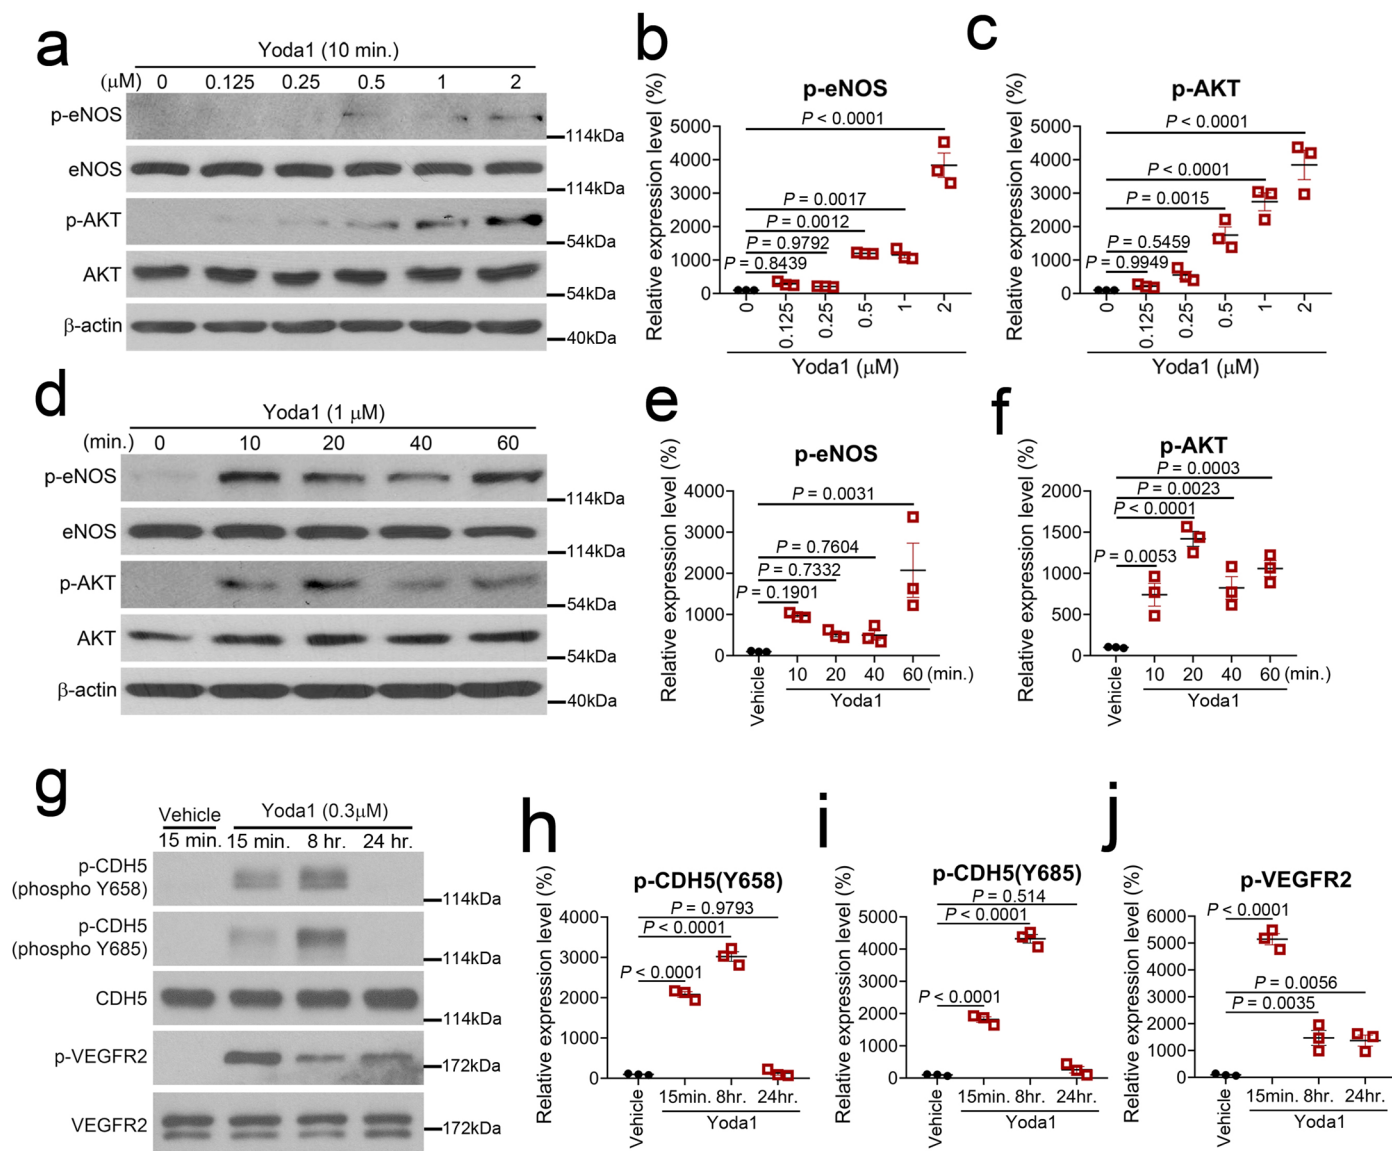 a
Yoda1 (10 min.)
(μM) 0 0.125 0.25 0.5 1 2
p-eNOS
114kDa
eNOS
114kDa
p-AKT
54kDa
AKT
54kDa
β-actin
40kDa
b
p-eNOS
Relative expression level (%)
5000
4000
3000
2000
1000
0
P < 0.0001
P = 0.0017
P = 0.0012
P = 0.9792
P = 0.8439
0 0.125 0.25 0.5 1 2
Yoda1 (μM)
c
p-AKT
Relative expression level (%)
5000
4000
3000
2000
1000
0
P < 0.0001
P < 0.0001
P = 0.0015
P = 0.5459
P = 0.9949
0 0.125 0.25 0.5 1 2
Yoda1 (μM)
d
Yoda1 (1 μM)
(min.) 0 10 20 40 60
p-eNOS
114kDa
eNOS
114kDa
p-AKT
54kDa
AKT
54kDa
β-actin
40kDa
e
p-eNOS
Relative expression level (%)
4000
3000
2000
1000
0
P = 0.0031
P = 0.7604
P = 0.7332
P = 0.1901
Vehicle 10 20 40 60 (min.)
Yoda1
f
p-AKT
Relative expression level (%)
2000
1500
1000
500
0
P = 0.0003
P = 0.0023
P < 0.0001
P = 0.0053
Vehicle 10 20 40 60 (min.)
Yoda1
g
Vehicle Yoda1 (0.3μM)
15 min. 15 min. 8 hr. 24 hr.
p-CDH5
(phospho Y658)
114kDa
p-CDH5
(phospho Y685)
114kDa
CDH5
114kDa
p-VEGFR2
172kDa
VEGFR2
172kDa
h
p-CDH5(Y658)
Relative expression level (%)
4000
3000
2000
1000
0
P = 0.9793
P < 0.0001
P < 0.0001
Vehicle 15min. 8hr. 24hr.
Yoda1
i
p-CDH5(Y685)
Relative expression level (%)
5000
4000
3000
2000
1000
0
P = 0.514
P < 0.0001
P < 0.0001
Vehicle 15min. 8hr. 24hr.
Yoda1
j
p-VEGFR2
Relative expression level (%)
6000
5000
4000
3000
2000
1000
0
P < 0.0001
P = 0.0056
P = 0.0035
Vehicle 15min. 8hr. 24hr.
Yoda1